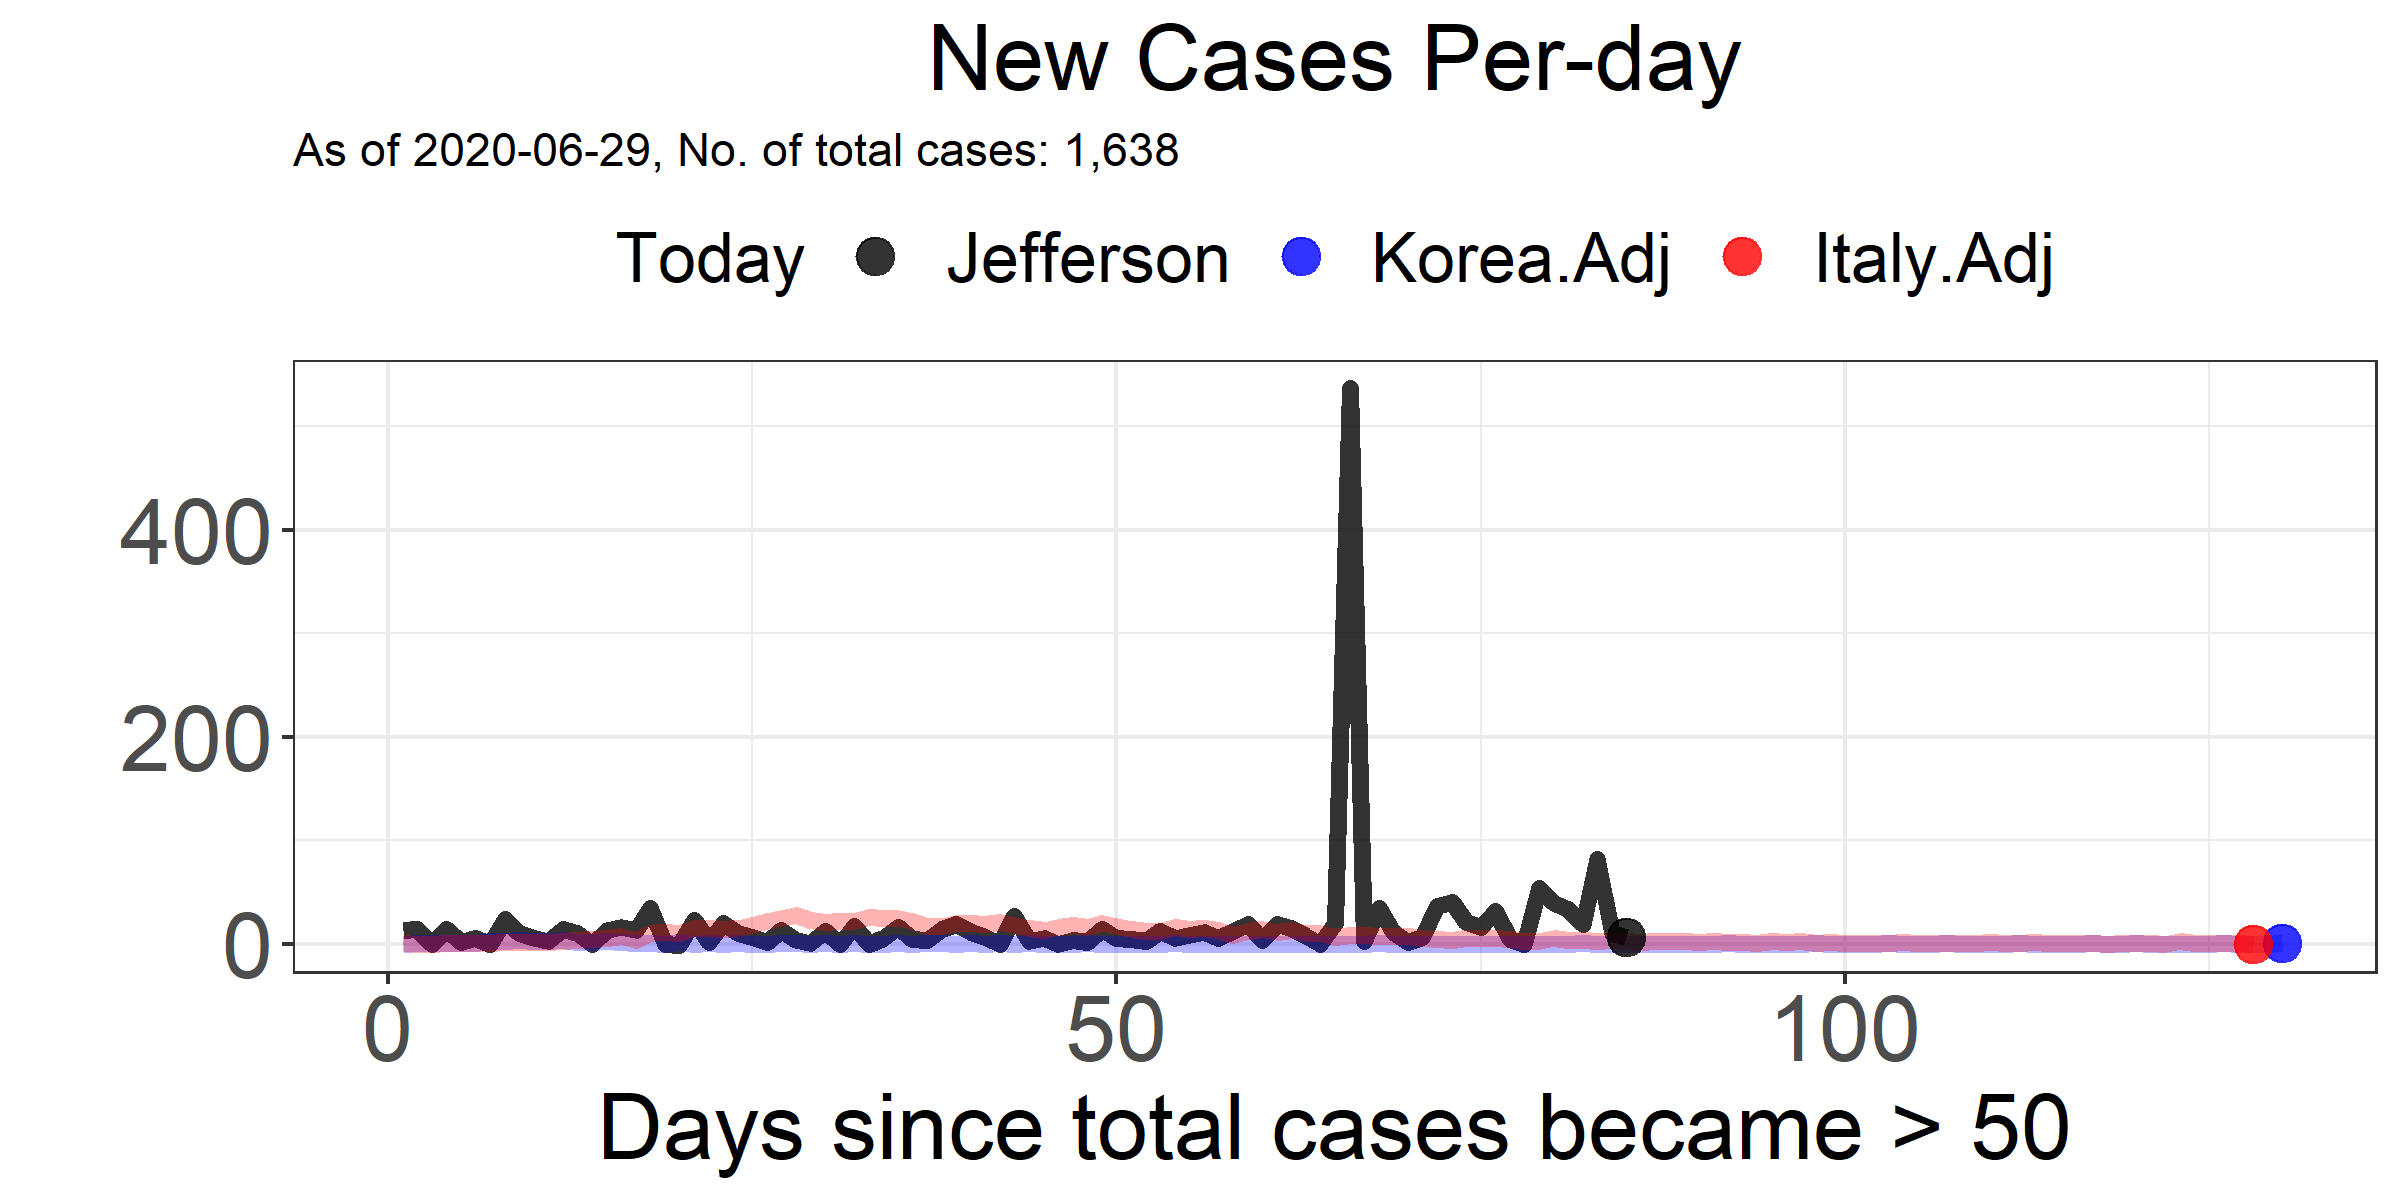 New Cases Per-day
As of 2020-06-29, No. of total cases: 1,638
Today Jefferson Korea.Adj Italy.Adj
400
200
0
0 50 100
Days since total cases became > 50